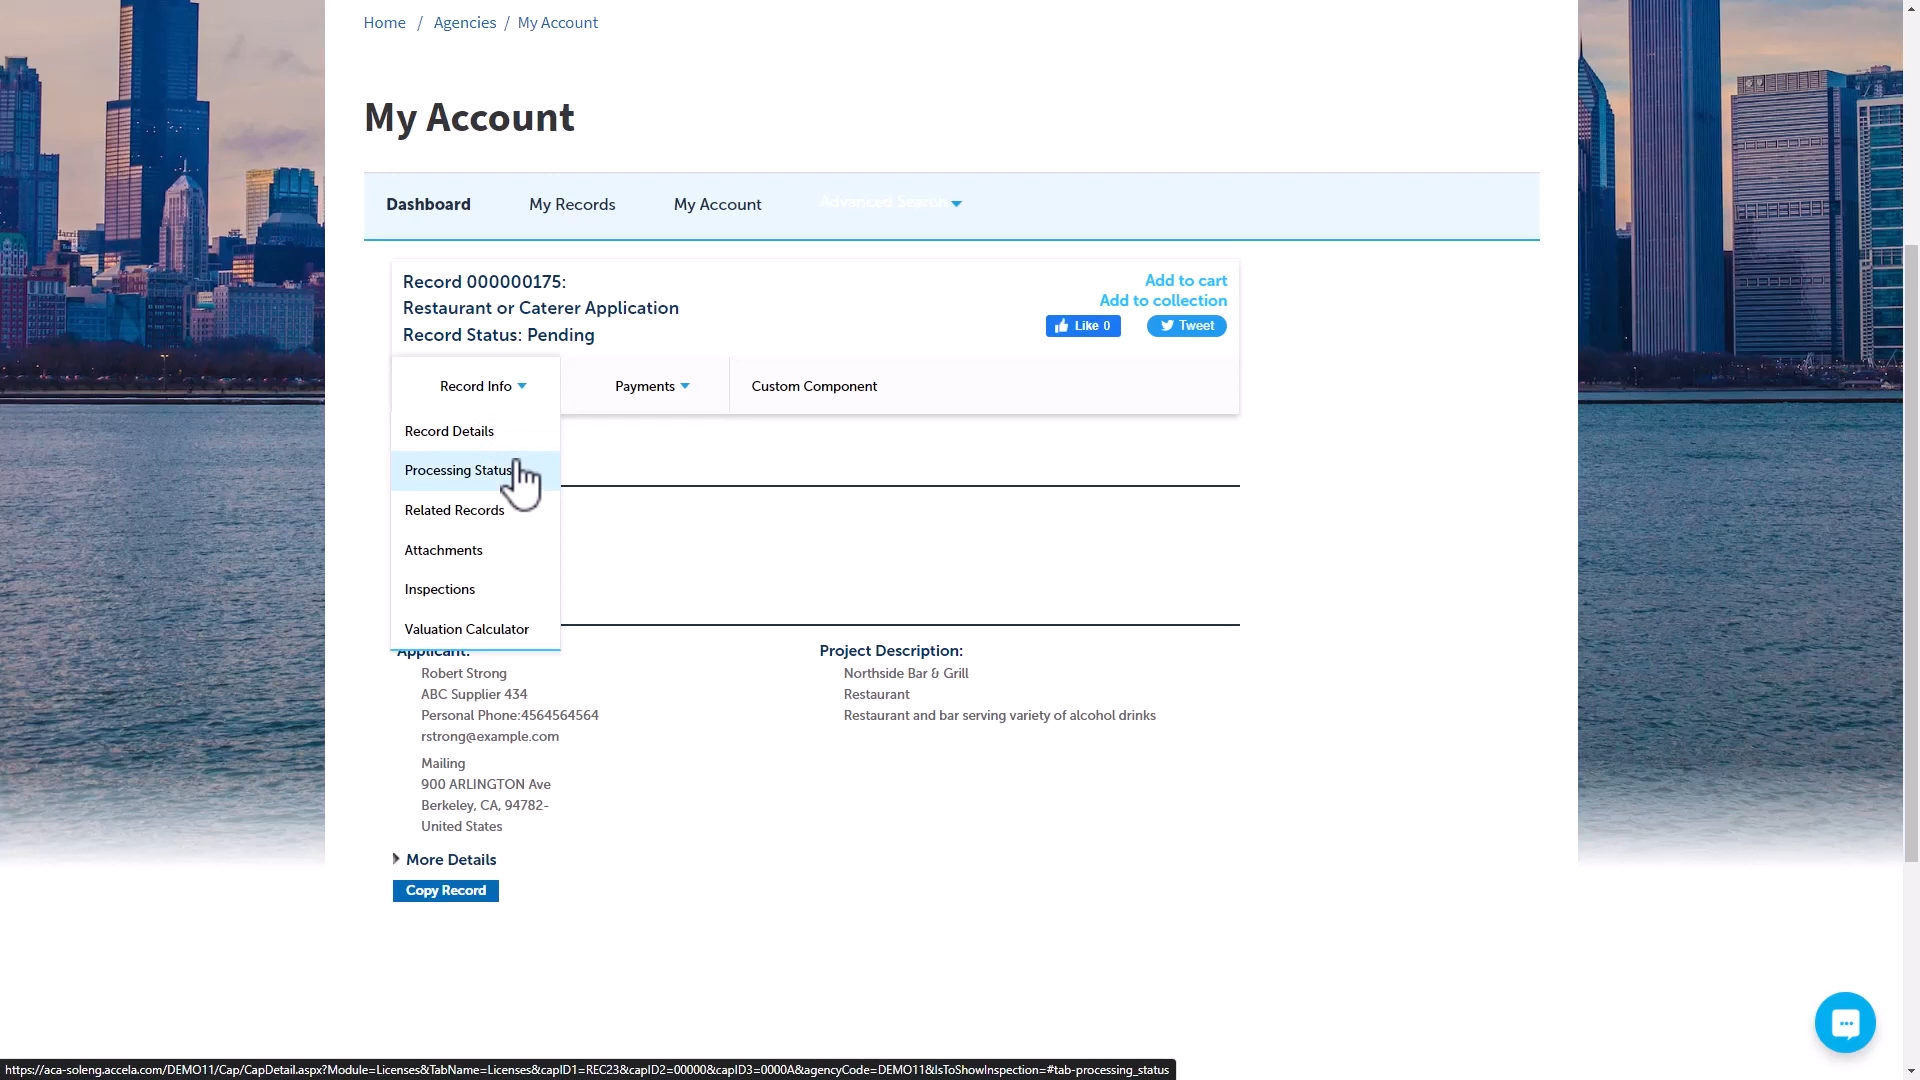 Home / Agencies / My Account
My Account
Dashboard
My Records
My Account
Advanced Search
Record 000000175:
Restaurant or Caterer Application
Record Status: Pending
Add to cart
Add to collection
Like 0
Tweet
Record Info
Payments
Custom Component
Record Details
Processing Status
Related Records
Attachments
Inspections
Valuation Calculator
Applicant:
Robert Strong
ABC Supplier 434
Personal Phone:4564564564
rstrong@example.com
Mailing
900 ARLINGTON Ave
Berkeley, CA, 94782-
United States
Project Description:
Northside Bar & Grill
Restaurant
Restaurant and bar serving variety of alcohol drinks
More Details
Copy Record
https://aca-soleng.accela.com/DEMO11/Cap/CapDetail.aspx?Module=Licenses&TabName=Licenses&capID1=REC23&capID2=00000&capID3=0000A&agencyCode=DEMO11&IsToShowInspection=#tab-processing_status